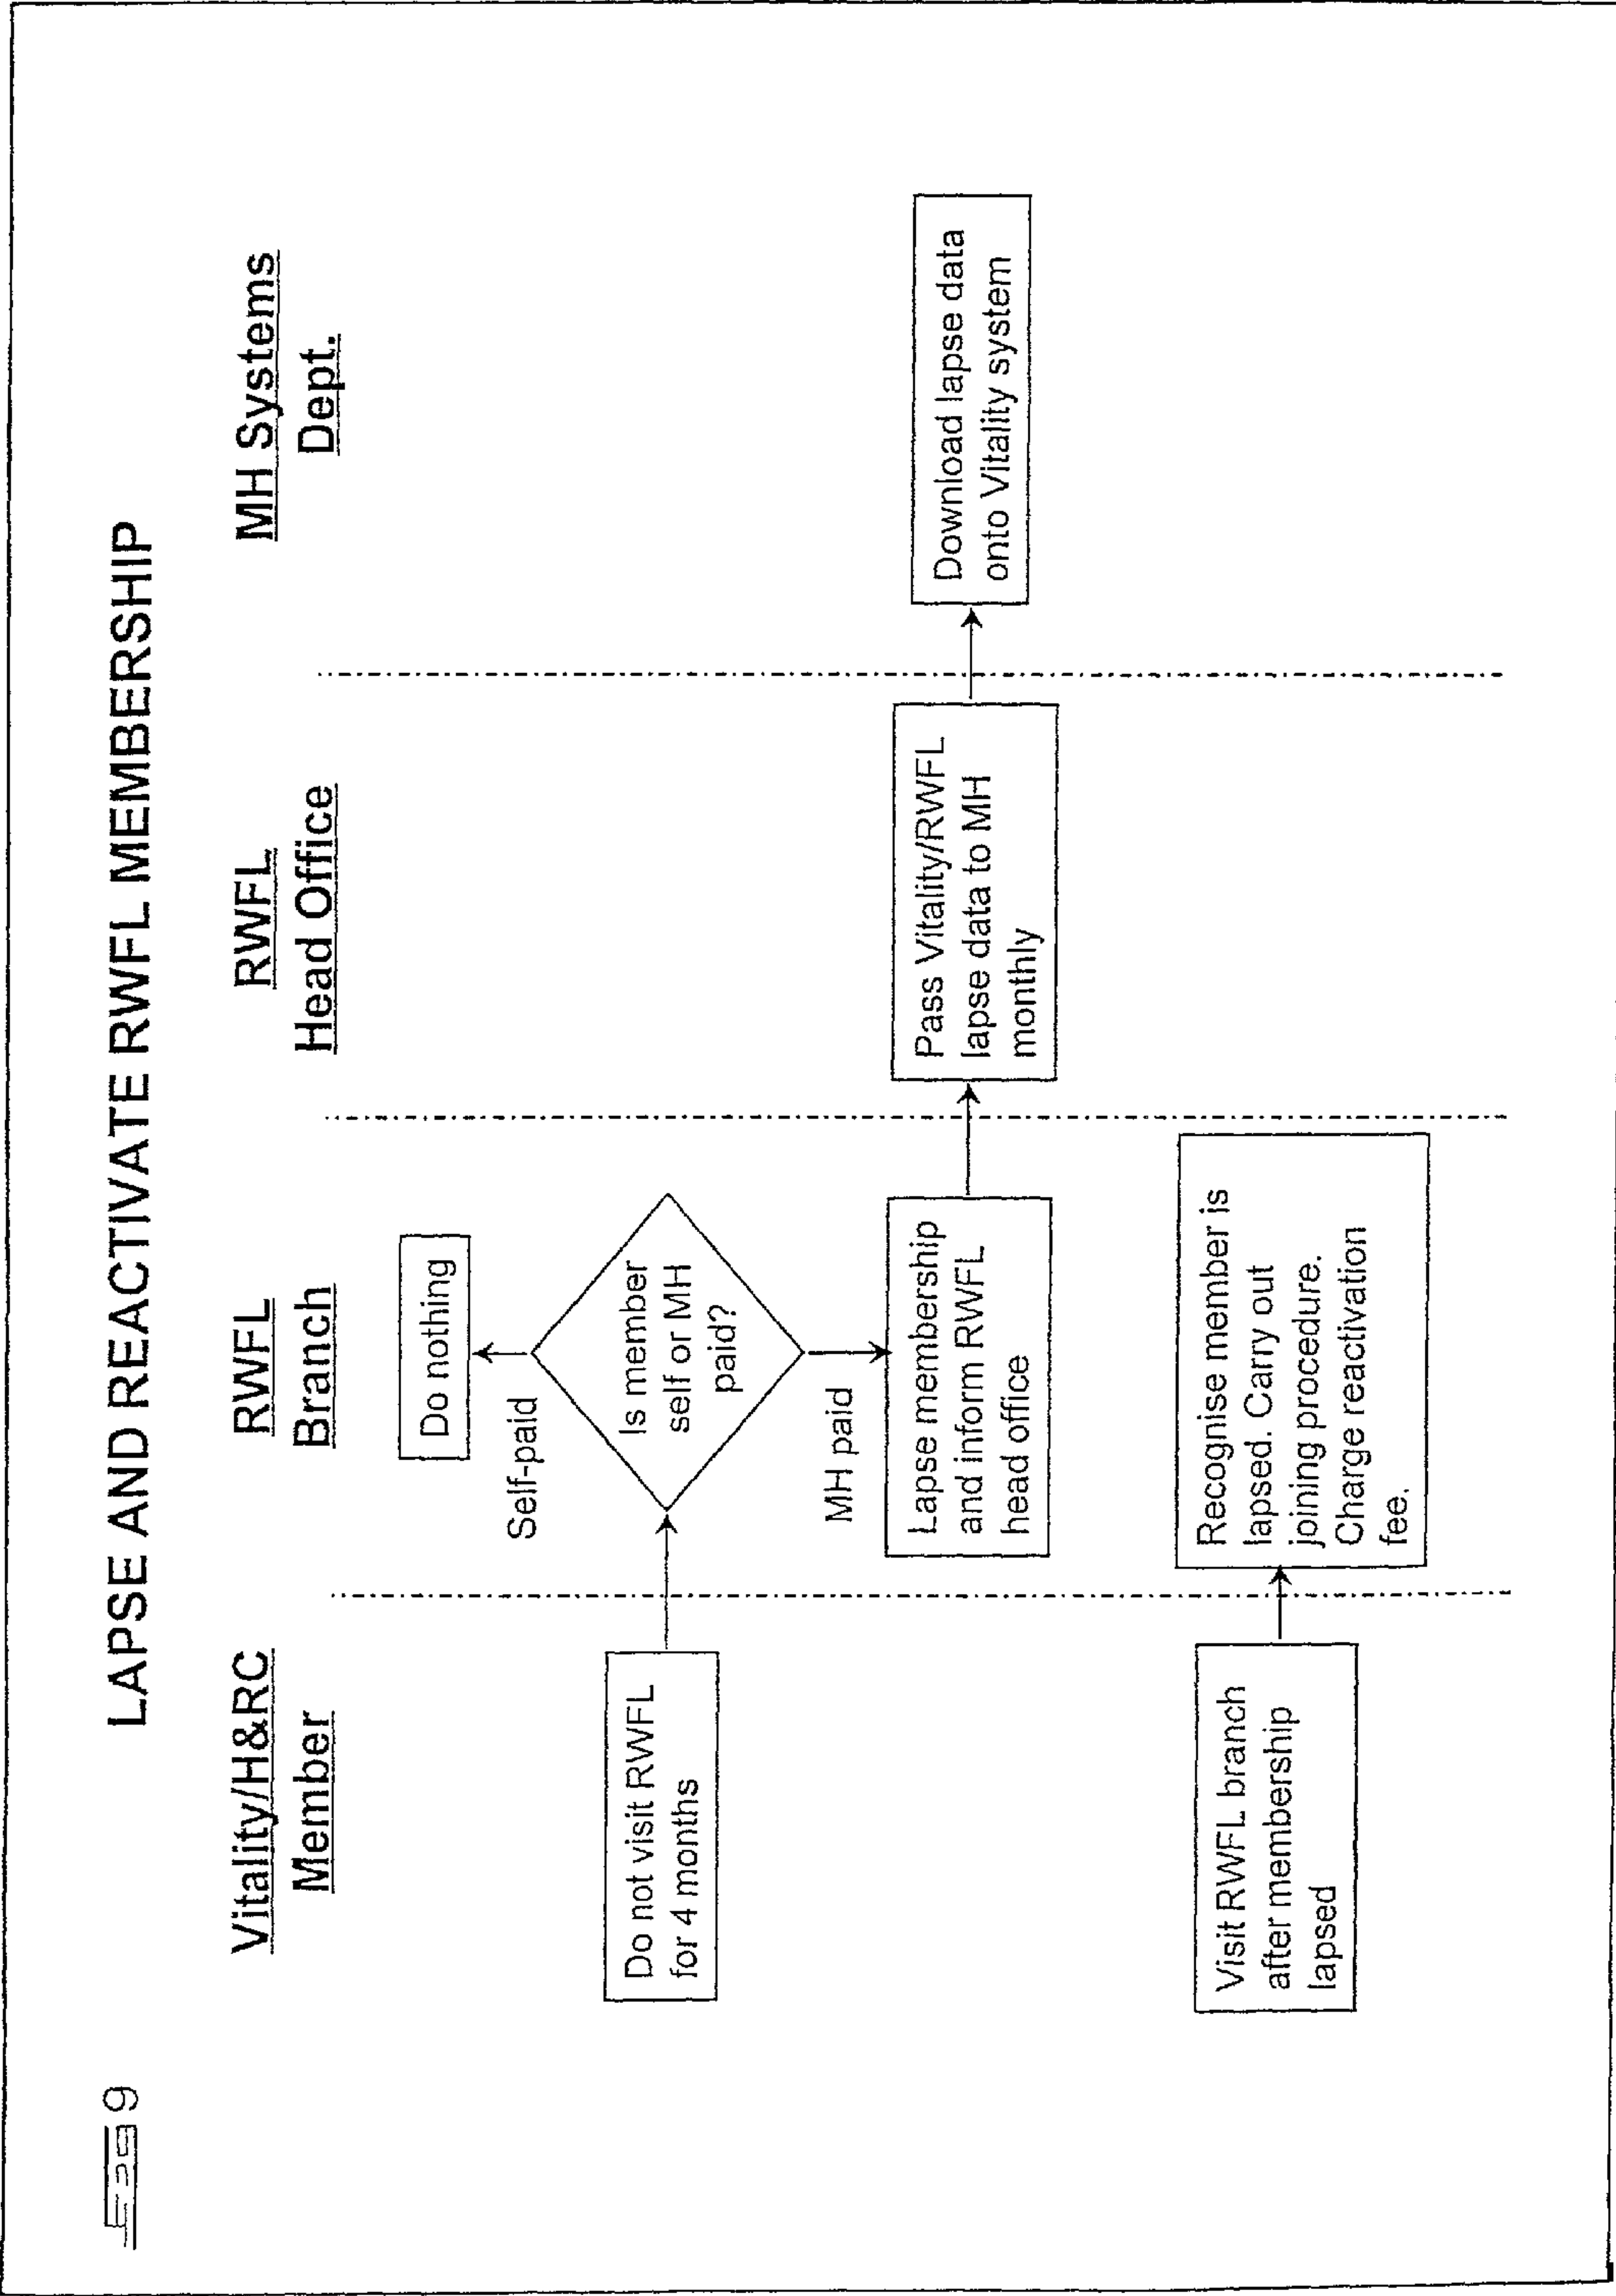 9
LAPSE AND REACTIVATE RWFL MEMBERSHIP
Vitality/H&RC
Member
RWFL
Branch
RWFL
Head Office
MH Systems
Dept.
Do nothing
Self-paid
Do not visit RWFL
for 4 months
Is member
self or MH
paid?
MH paid
Lapse membership
and inform RWFL
head office
Pass Vitality/RWFL
lapse data to MH
monthly
Download lapse data
onto Vitality system
Visit RWFL branch
after membership
lapsed
Recognise member is
lapsed. Carry out
joining procedure.
Charge reactivation
fee.